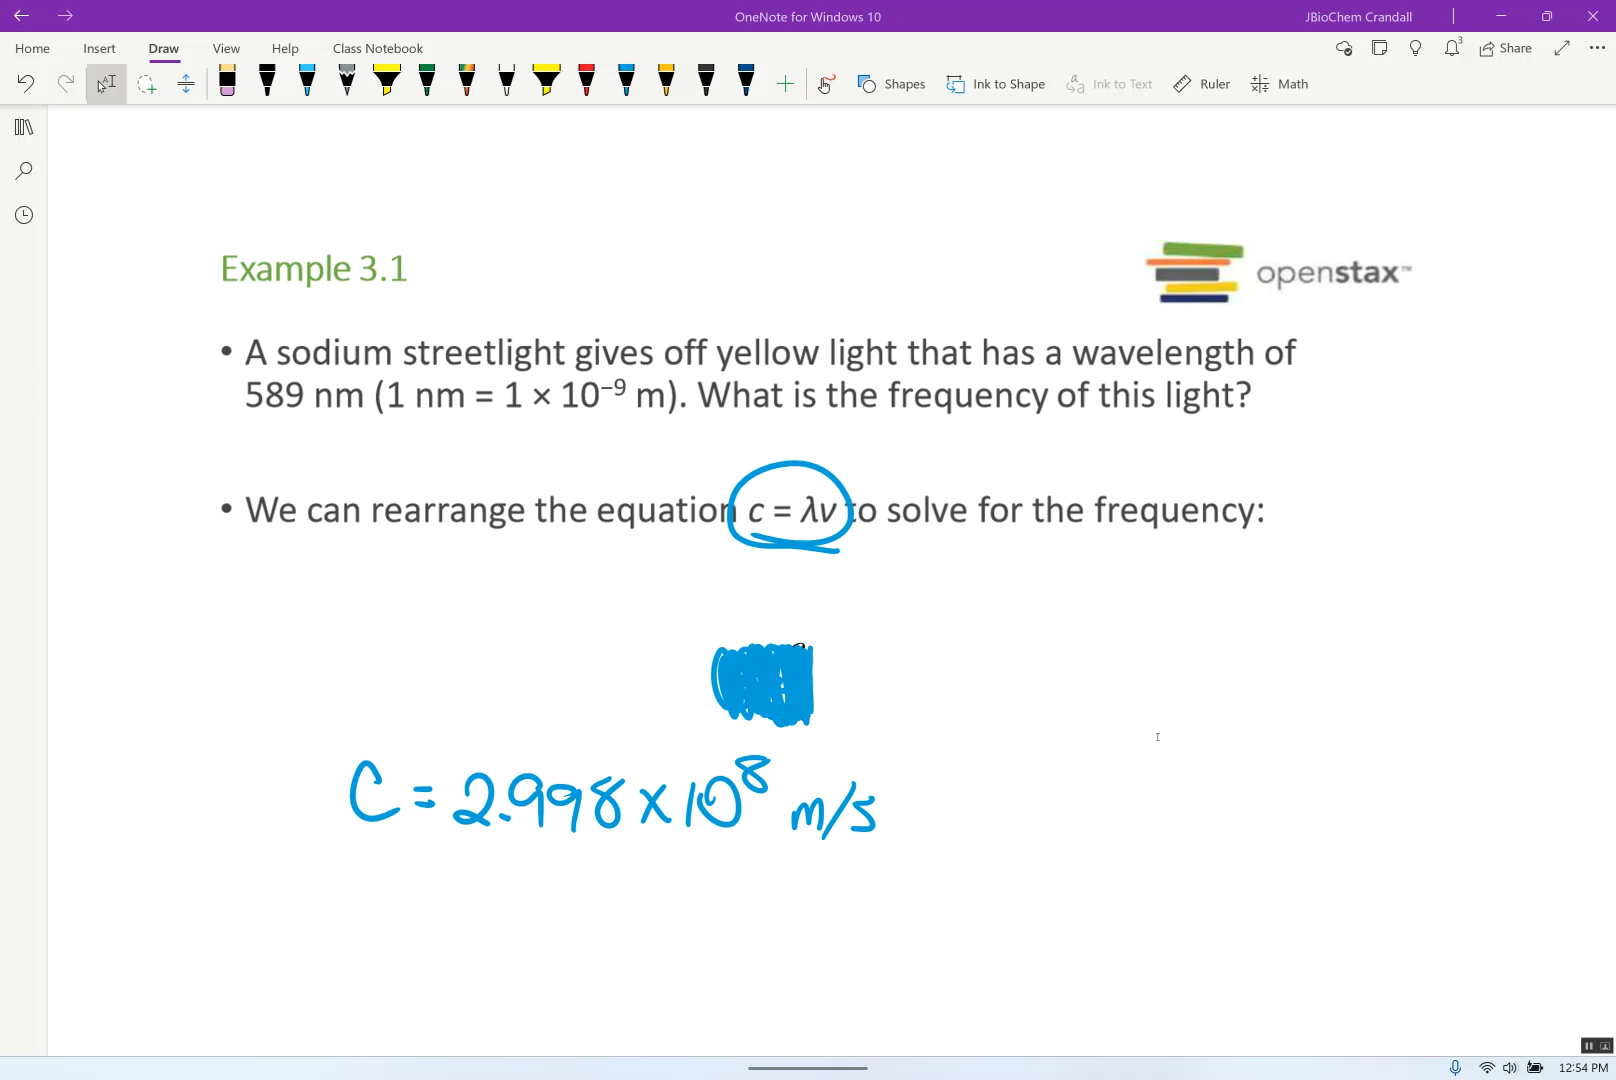 OneNote for Windows 10
JBioChem Crandall
Home Insert Draw View Help Class Notebook
3
Share
Shapes Ink to Shape Ink to Text Ruler Math
Example 3.1
openstax™
• A sodium streetlight gives off yellow light that has a wavelength of
589 nm (1 nm = 1 × 10⁻⁹ m). What is the frequency of this light?
• We can rearrange the equation c = λν to solve for the frequency:
C = 2.998 x 10⁸ m/s
12:54 PM